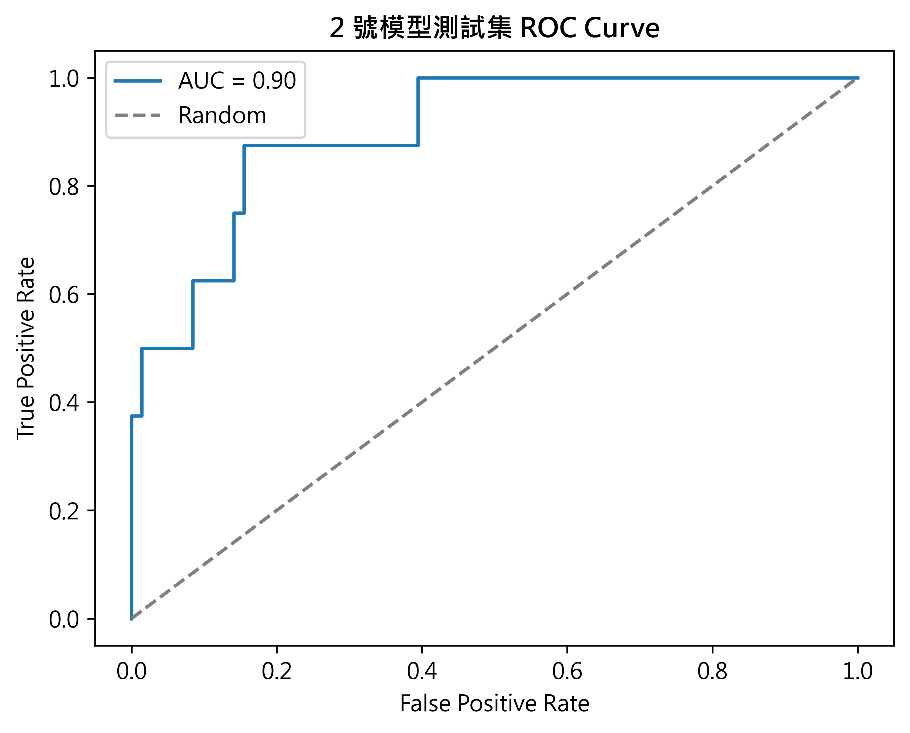 2 號模型測試集 ROC Curve
AUC = 0.90
Random
1.0
0.8
0.6
0.4
0.2
0.0
True Positive Rate
0.0 0.2 0.4 0.6 0.8 1.0
False Positive Rate